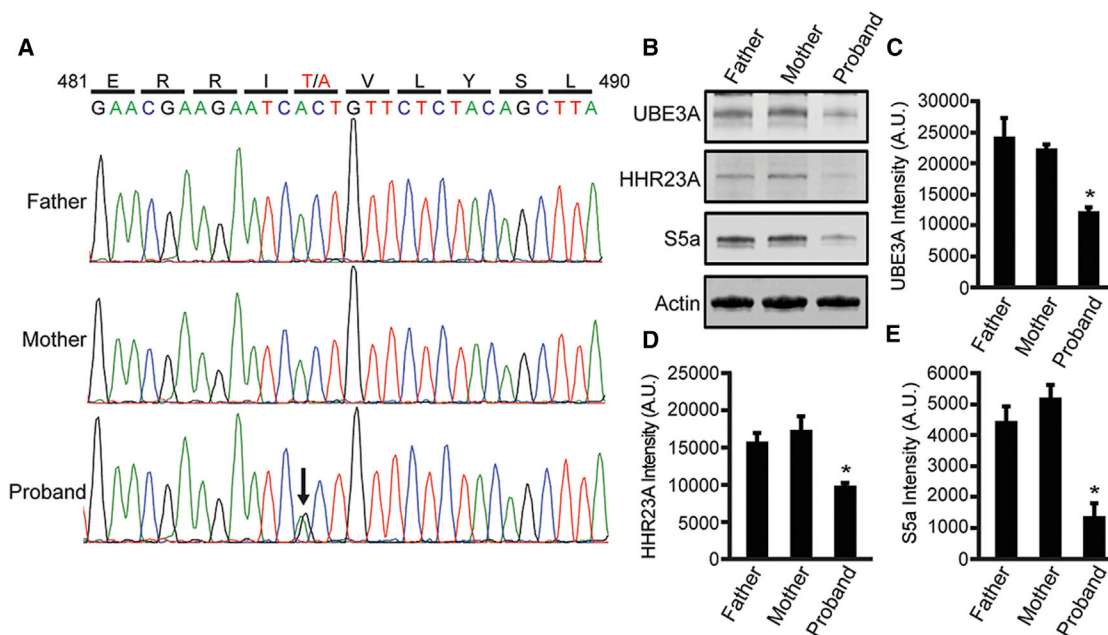 A
481 E R R I T/A V L Y S L 490
GAACGAAGAATCACTGTTCTCTACAGCTTA
Father
Mother
Proband
B
Father Mother Proband
UBE3A
HHR23A
S5a
Actin
C
UBE3A Intensity (A.U.)
30000
25000
20000
15000
10000
5000
0
Father Mother Proband
*
D
HHR23A Intensity (A.U.)
25000
20000
15000
10000
5000
0
Father Mother Proband
*
E
S5a Intensity (A.U.)
6000
5000
4000
3000
2000
1000
0
Father Mother Proband
*